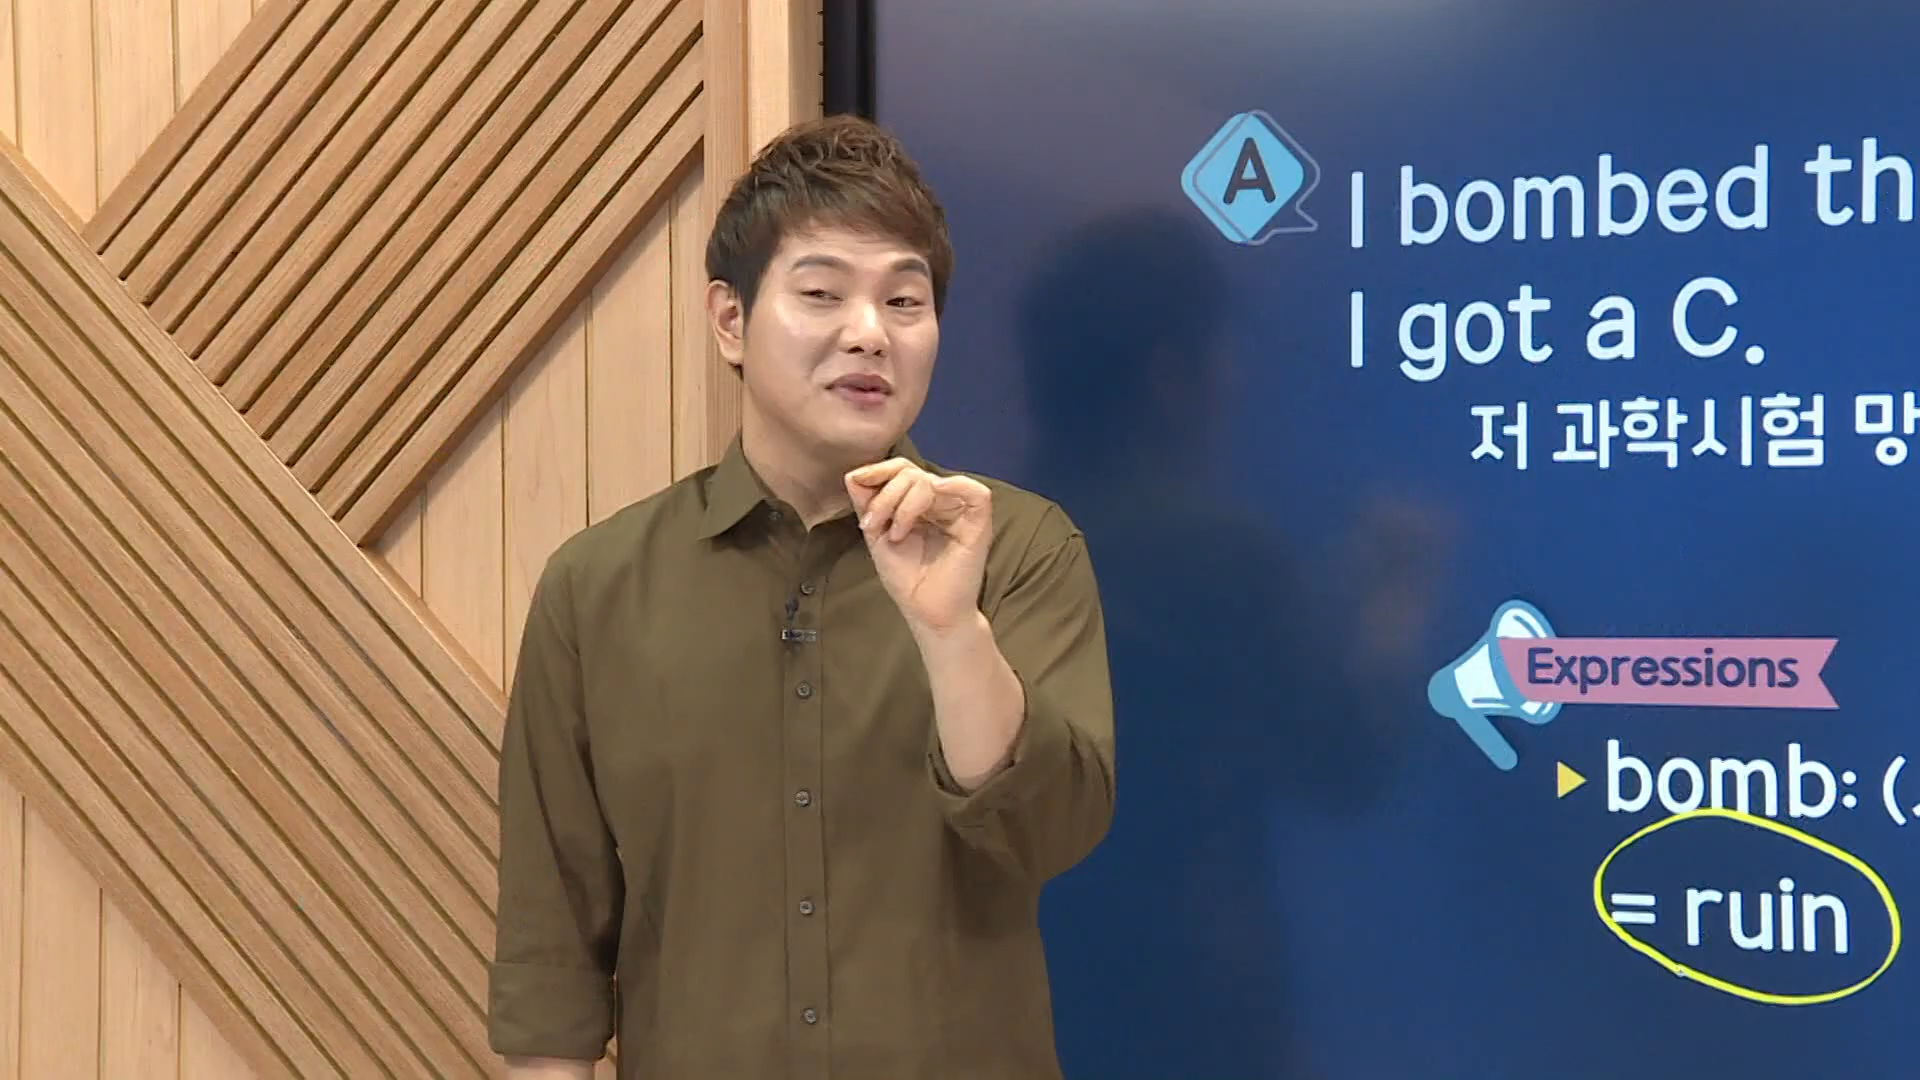 A
I bombed th
I got a C.
저 과학시험 망
Expressions
bomb: (
= ruin